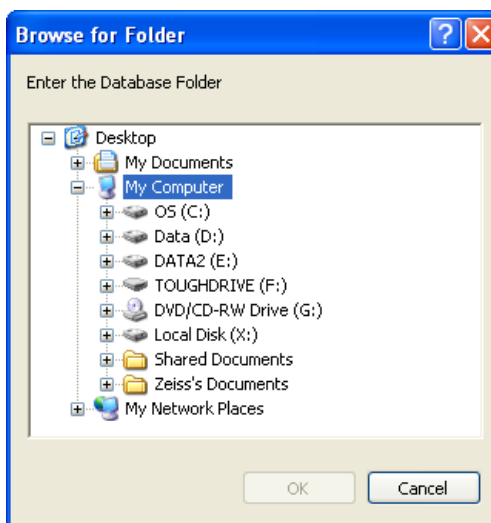 Browse for Folder
Enter the Database Folder
Desktop
My Documents
My Computer
OS (C:)
Data (D:)
DATA2 (E:)
TOUGHDRIVE (F:)
DVD/CD-RW Drive (G:)
Local Disk (X:)
Shared Documents
Zeiss's Documents
My Network Places
OK Cancel